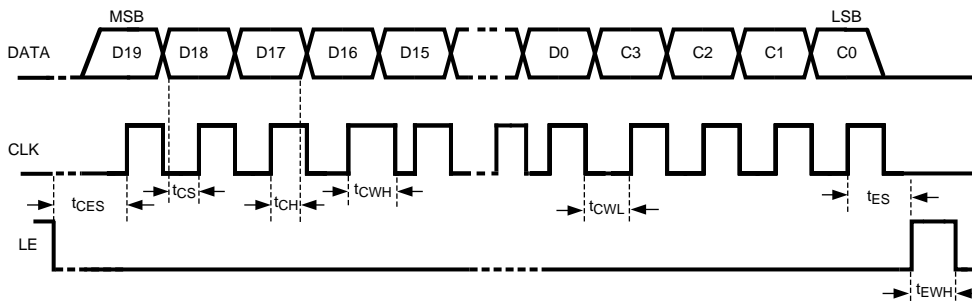 MSB LSB
DATA D19 D18 D17 D16 D15 D0 C3 C2 C1 C0
CLK
tCES tCS tCH tCWH tCWL tES
LE
tEWH